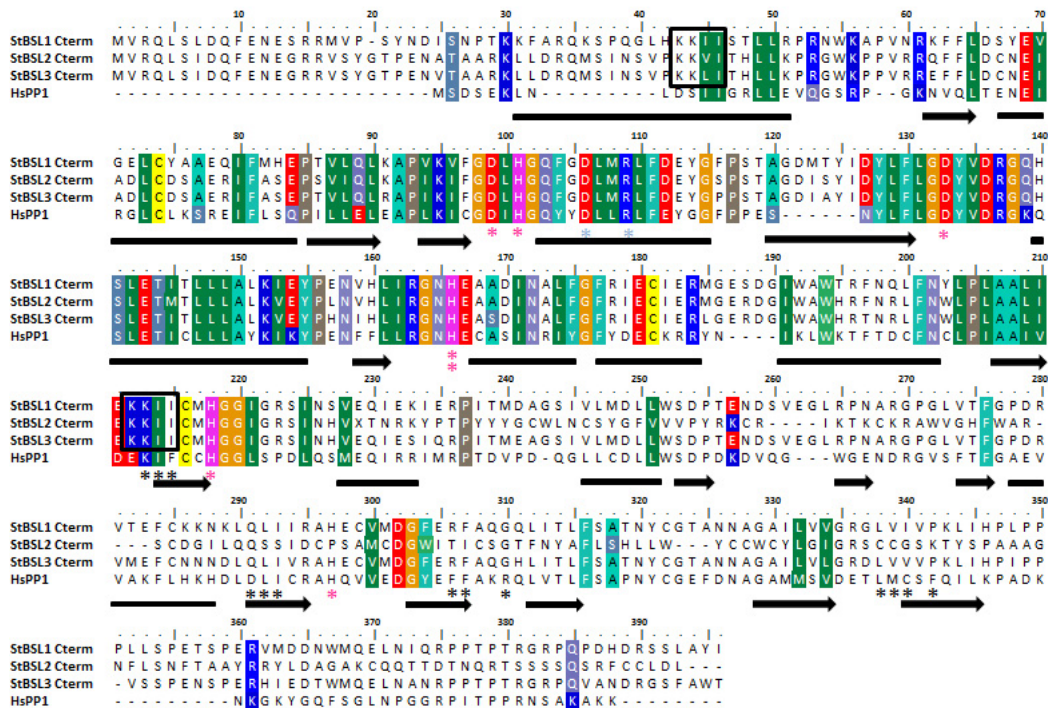 10 20 30 40 50 60 70
StBSL1 Cterm MVRQLSLDQFENESRRMVP-SYNDISNPTKKFARQKSPQGLHKKIISTLLRPRNWKAPVNRKFFLDSYEV
StBSL2 Cterm MVRQLSIDQFENEGRRVSYGTPENATAARKLLDRQMSINSVPKKVITHLLKPRGWKPPVRRQFFLDCNEI
StBSL3 Cterm MVRQLSIDQFENEGRRVSYGTPENVTAARKLLDRQMSINSVPKKLITHLLKPRGWKPPVRREFFLDCNEI
HsPP1 ------------------------MSDSEKLN---------LDSIIGRLLEVQGSRP--GKNVQLTENEI
80 90 100 110 120 130 140
StBSL1 Cterm GELCYAAEQIFMHEPTVLQLKAPVKVFGDLHGQFGDLMRLFDEYGFPSTAGDMTYIDYLFLGDYVDRGQH
StBSL2 Cterm ADLCDSAERIFASEPSVIQLKAPIKIFGDLHGQFGDLMRLFDEYGSPSTAGDISYIDYLFLGDYVDRGQH
StBSL3 Cterm ADLCDSAERIFASEPSVIQLRAPIKIFGDLHGQFGDLMRLFDEYGSPSTAGDIAYIDYLFLGDYVDRGQH
HsPP1 RGLCLKSREIFLSQPILLELEAPLKICGDIHGQYYDLLRLFEYGGFPPES------NYLFLGDYVDRGKQ
* * * * *
150 160 170 180 190 200 210
StBSL1 Cterm SLETITLLLALKIEYPENVHLIRGNHEAADINALFGFRIECIERMGESDGIWAWTRFNQLFNYLPLAALI
StBSL2 Cterm SLETMTLLLALKVEYPLNVHLIRGNHEAADINALFGFRIECIERMGERDGIWAWHRFNRLFNWLPLAALI
StBSL3 Cterm SLETITLLLALKVEYPHNIHLIRGNHEASDINALFGFRIECIERLGERDGIWAWHRTNRLFNWLPLAALI
HsPP1 SLETICLLLAYKIKYPENFFLLRGNHECASINRIYGFYDECKRRYN---IKLWKTFTDCFNCLPIAAIV
*
*
220 230 240 250 260 270 280
StBSL1 Cterm EKKIICMHGGIGRSINSVEQIEKIERPITMDAGSIVLMDLLWSDPTENDSVEGLRPNARGPGLVTFGPDR
StBSL2 Cterm EKKIICMHGGIGRSINHVXTNRKYPTPYYYGCWLNCSYGFVVVPYRKCR---IKTKCKRAWVGHFWAR-
StBSL3 Cterm EKKIICMHGGIGRSINHVEQIESIQRPITMEAGSIVLMDLLWSDPTENDSVEGLRPNARGPGLVTFGPDR
HsPP1 DEKIFCCHGGLSPDLQSMEQIRRIMRPTDVPD-QGLLCDLLWSDPDKDVQG---WGENDRGVSFTFGAEV
* * * *
290 300 310 320 330 340 350
StBSL1 Cterm VTEFCKKNKLQLIIRAHECVMDGFERFAQGQLITLFSATNYCGTANNAGAILVVGRGLVIVPKLIHPLPP
StBSL2 Cterm ---CDGILQQSSIDCPSAMCDGWITICSGTFNYAFLSHLLW--YCCWCYLGIGRSCCGSKTYSPAAAG
StBSL3 Cterm VMEFCNNNDLQLIVRAHECVMDGFERFAQGHLITLFSATNYCGTANNAGAILVLGRDLVVVPKLIHPIPP
HsPP1 VAKFLHKHDLDLICRAHQVVEDGYEFFAKRQLVTLFSAPNYCGEFDNAGAMMSVDETLMCSFQILKPADK
* * * * * * * * * * *
360 370 380 390
StBSL1 Cterm PLLSPETSPERVMDDNWMQELNIQRPPTPTRGRPQPDHDRSSLAYI
StBSL2 Cterm NFLSNFTAAYRRYLDAGAKCQQTTDTNQRTSSSSQSRFCCLDL---
StBSL3 Cterm -VSSPENSPERHIEDTWMQELNANRPPTPTRGRPQVANDRGSFAWT
HsPP1 ---------NKGKYGQFSGLNPGGRPITPPRNSAKAKK--------